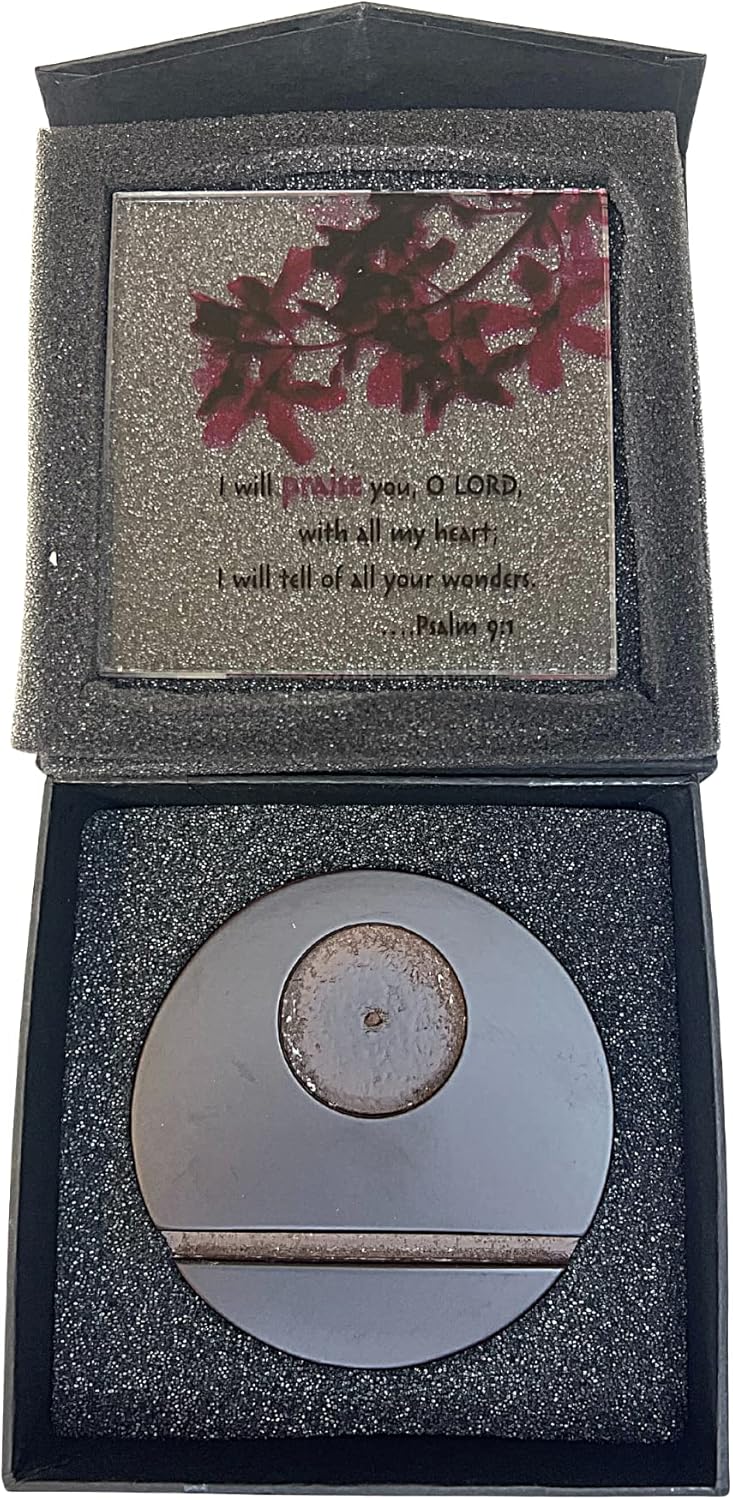 I will praise you, O LORD,
with all my heart;
I will tell of all your wonders.
....Psalm 9:1